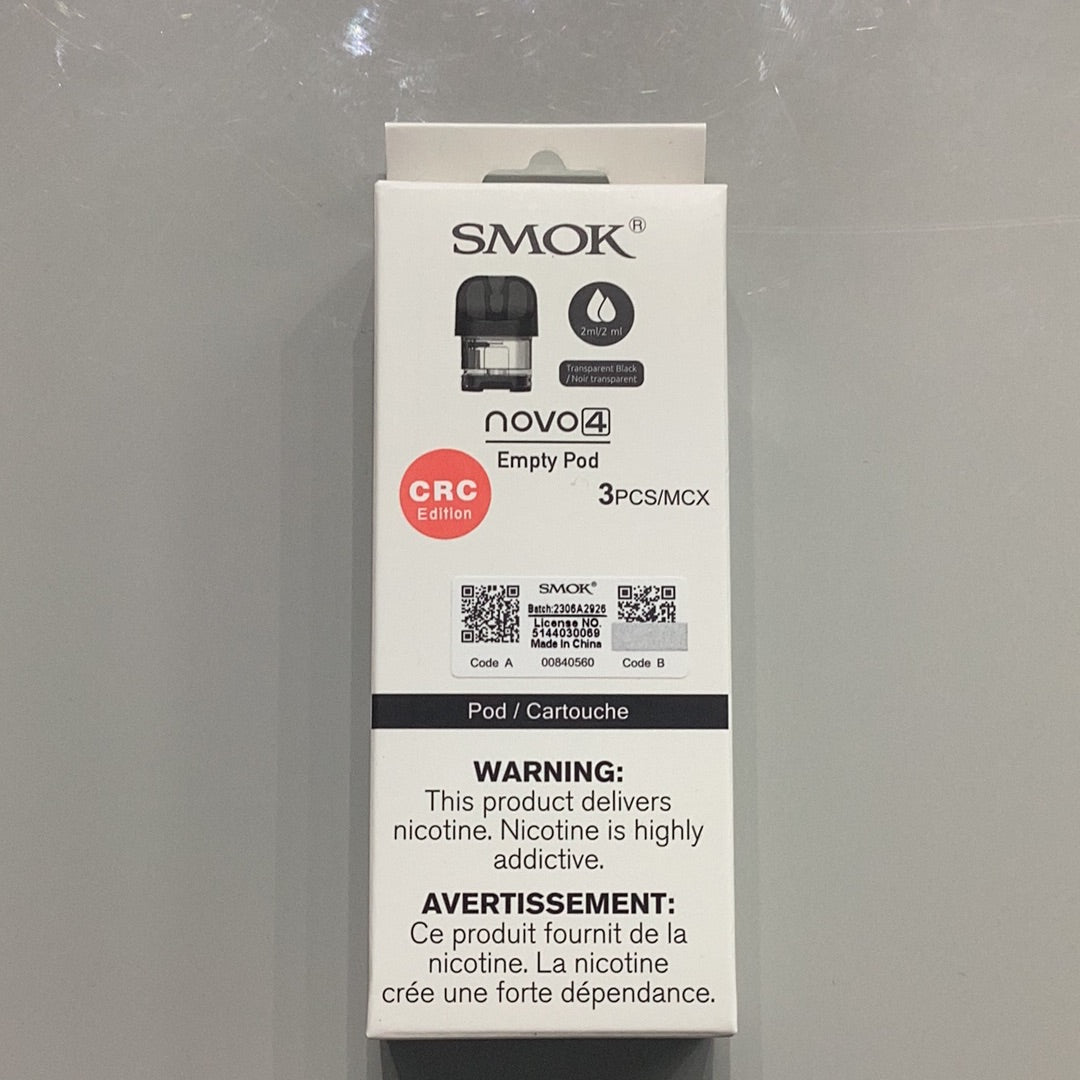 SMOK®
2ml/2 ml
Transparent Black
/Noir transparent
novo4
Empty Pod
CRC
Edition
3PCS/MCX
SMOK®
Batch:2306A2926
License NO.
5144030069
Made in China
Code A
00840560
Code B
Pod / Cartouche
WARNING:
This product delivers
nicotine. Nicotine is highly
addictive.
AVERTISSEMENT:
Ce produit fournit de la
nicotine. La nicotine
crée une forte dépendance.